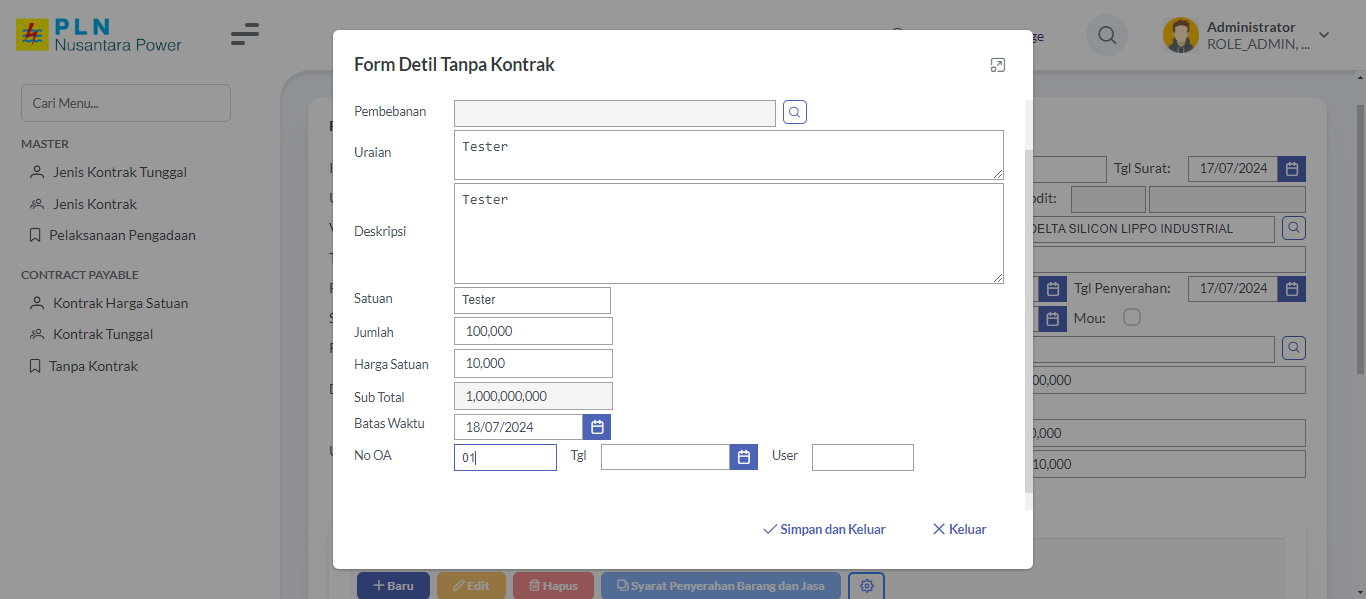 PLN
Nusantara Power
ge
Administrator
ROLE_ADMIN, ...
Form Detil Tanpa Kontrak
Cari Menu...
MASTER
Jenis Kontrak Tunggal
Jenis Kontrak
Pelaksanaan Pengadaan
CONTRACT PAYABLE
Kontrak Harga Satuan
Kontrak Tunggal
Tanpa Kontrak
Pembebanan
Uraian
Tester
Deskripsi
Tester
Satuan
Tester
Jumlah
100,000
Harga Satuan
10,000
Sub Total
1,000,000,000
Batas Waktu
18/07/2024
No OA
01
Tgl
User
Simpan dan Keluar
Keluar
Tgl Surat:
17/07/2024
odit:
DELTA SILICON LIPPO INDUSTRIAL
Tgl Penyerahan:
17/07/2024
Mou:
00,000
0,000
10,000
Baru
Edit
Hapus
Syarat Penyerahan Barang dan Jasa